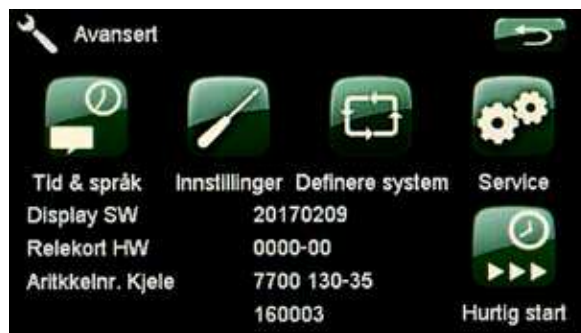 Avansert
Tid & språk Innstillinger Definere system Service
Display SW 20170209
Relekort HW 0000-00
Aritkkelnr. Kjele 7700 130-35
160003
Hurtig start